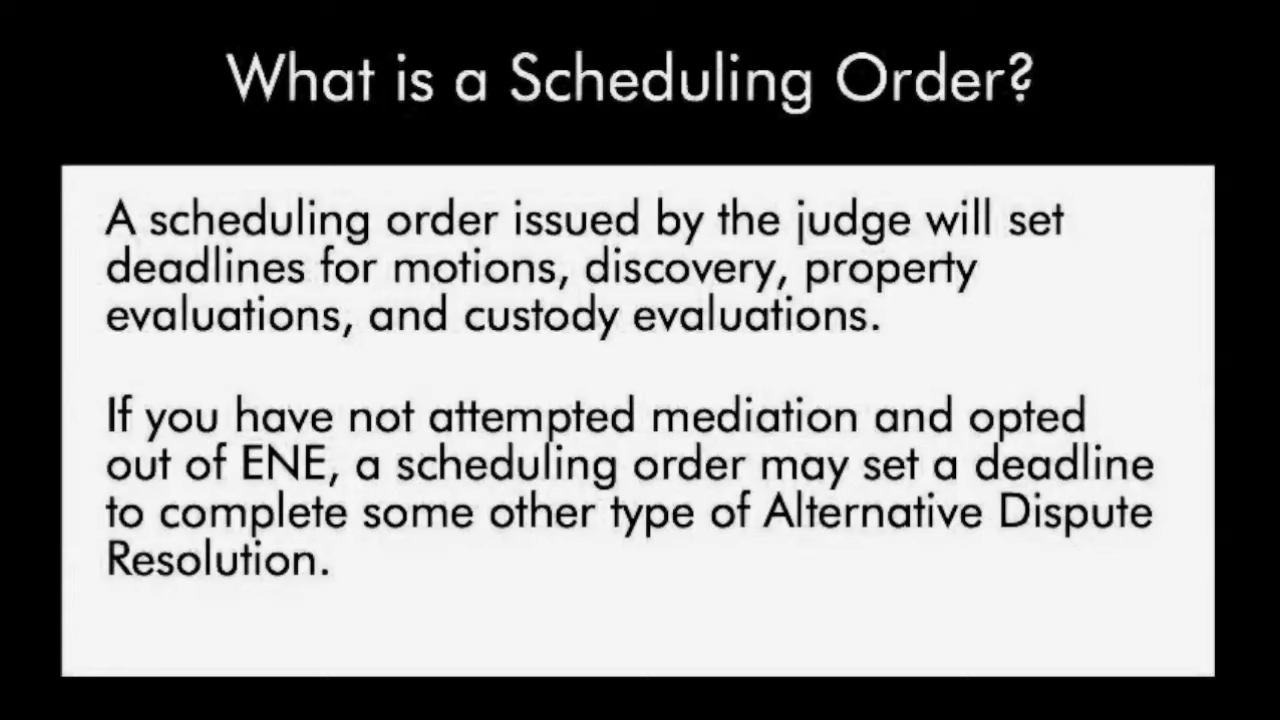 What is a Scheduling Order?
A scheduling order issued by the judge will set
deadlines for motions, discovery, property
evaluations, and custody evaluations.
If you have not attempted mediation and opted
out of ENE, a scheduling order may set a deadline
to complete some other type of Alternative Dispute
Resolution.